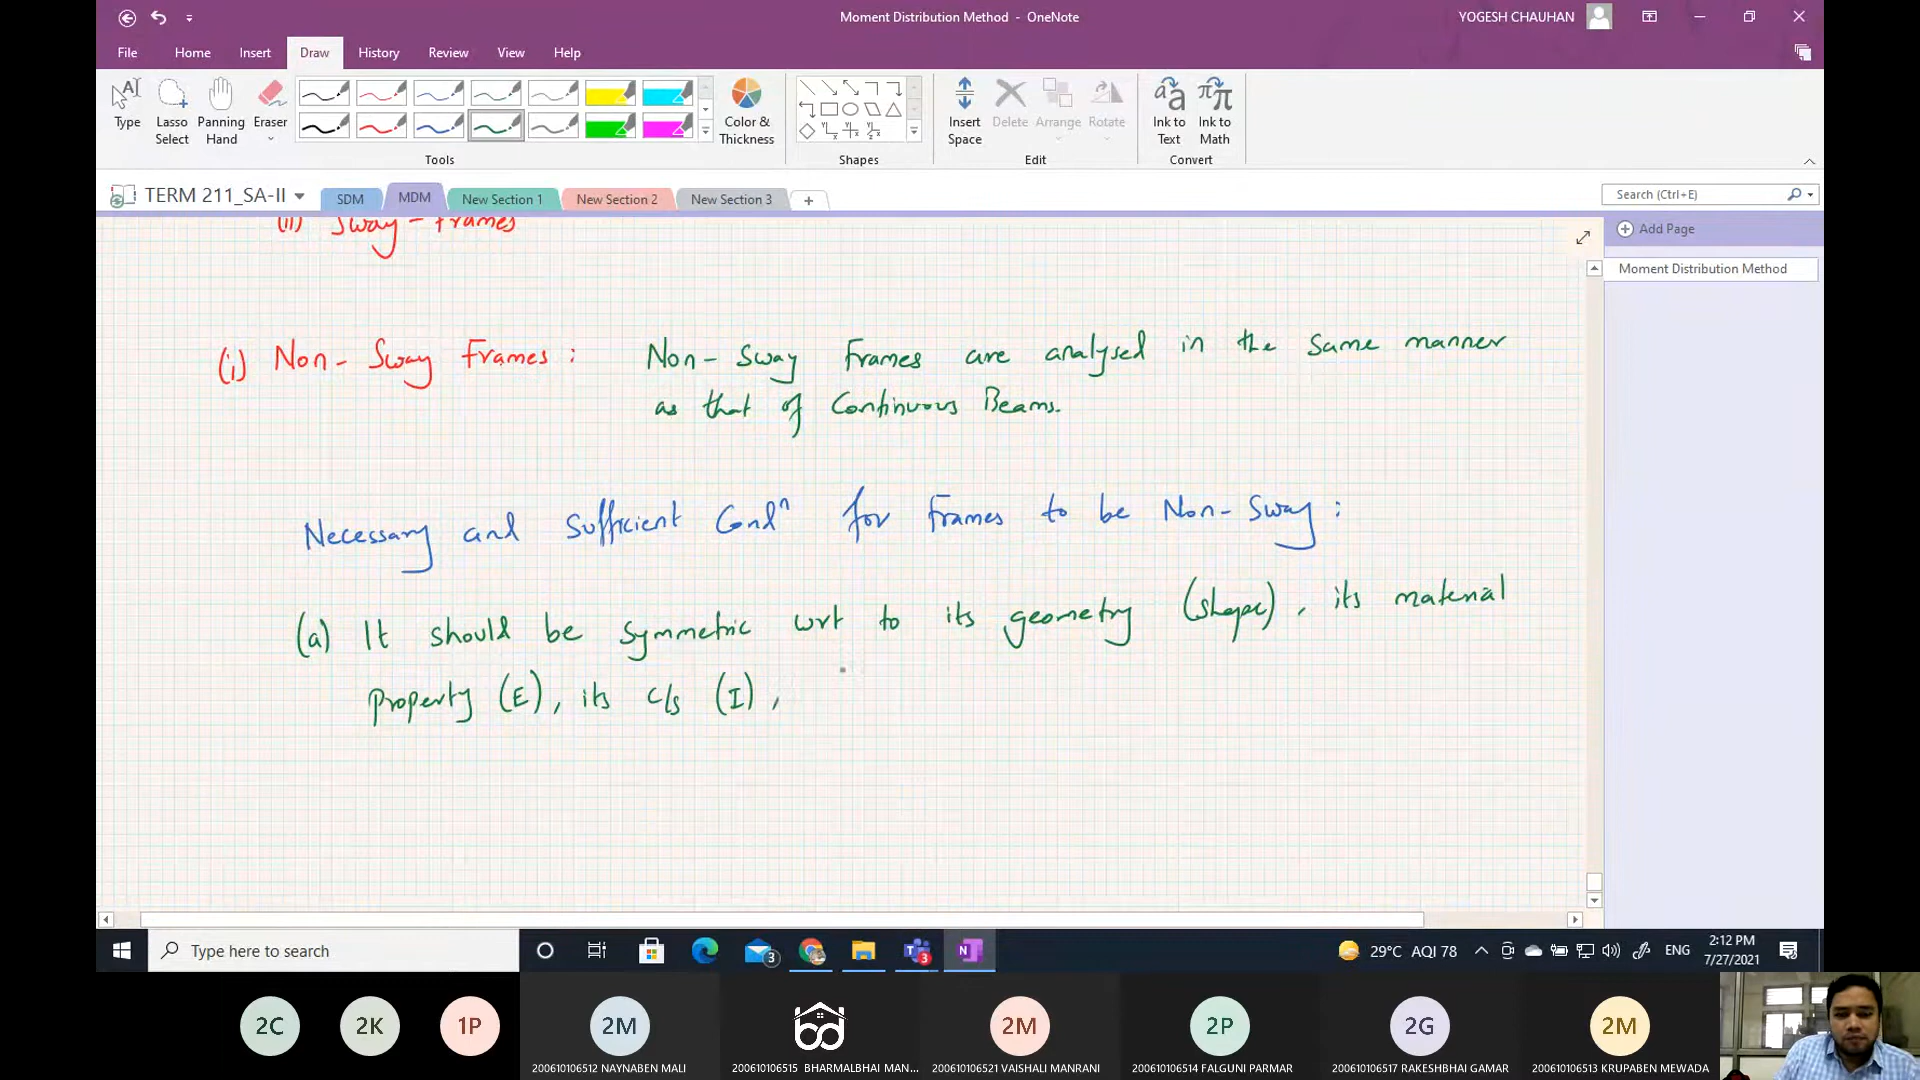 Moment Distribution Method - OneNote
YOGESH CHAUHAN
File Home Insert Draw History Review View Help
Type
Lasso Select
Panning Hand
Eraser
Color & Thickness
Insert Space
Delete
Arrange
Rotate
Ink to Text
Ink to Math
Tools
Shapes
Edit
Convert
TERM 211_SA-II
SDM MDM New Section 1 New Section 2 New Section 3
Search (Ctrl+E)
Add Page
Moment Distribution Method
(ii) Sway - Frames
(i) Non - Sway Frames : Non - Sway Frames are analysed in the same manner
as that of Continuous Beams.
Necessary and Sufficient Condⁿ for Frames to be Non - Sway :
(a) It should be symmetric wrt to its geometry (shape), its material
property (E), its c/s (I),
Type here to search
3
3
29°C AQI 78
ENG
2:12 PM
7/27/2021
2C 2K 1P 2M bd 2M 2P 2G 2M
200610106512 NAYNABEN MALI
200610106515 BHARMALBHAI MAN...
200610106521 VAISHALI MANRANI
200610106514 FALGUNI PARMAR
200610106517 RAKESHBHAI GAMAR
200610106513 KRUPABEN MEWADA